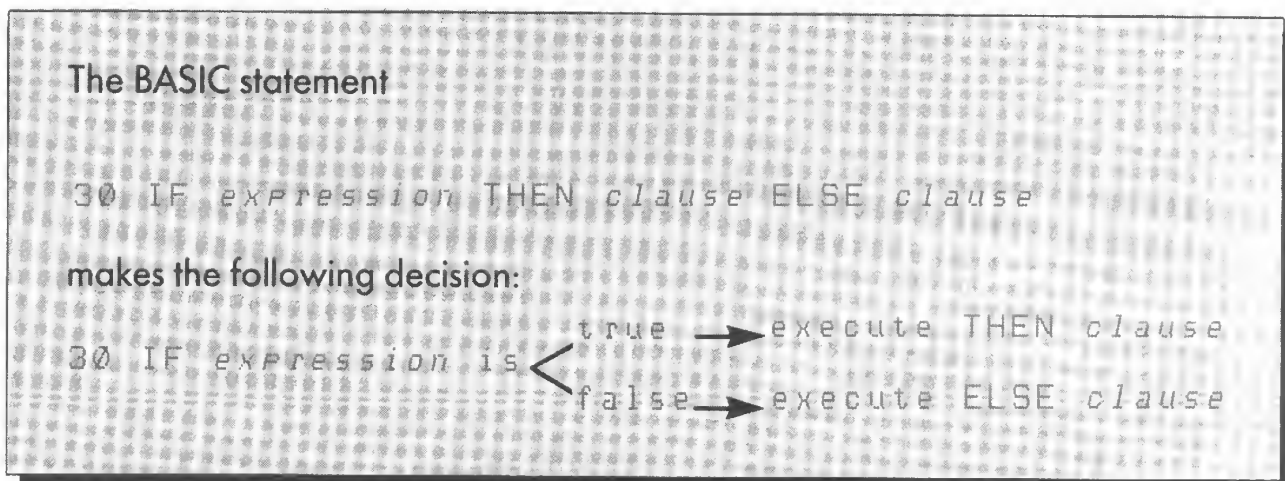 The BASIC statement
30 IF expression THEN clause ELSE clause
makes the following decision:
true → execute THEN clause
30 IF expression is
false → execute ELSE clause